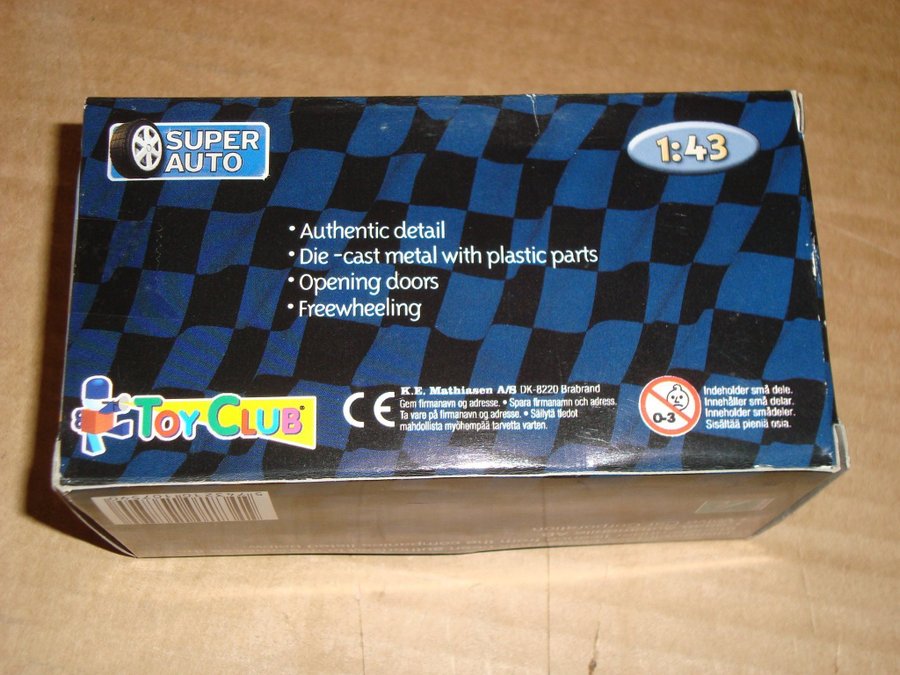 SUPER
AUTO
1:43
• Authentic detail
• Die -cast metal with plastic parts
• Opening doors
• Freewheeling
TOY CLUB®
CE
K.E. Mathiasen A/S DK-8220 Brabrand
Gem firmanavn og adresse. • Spara firmanamn och adress.
Ta vare på firmanavn og adresse. • Säilytä tiedot
mahdollista myöhempää tarvetta varten.
0-3
Indeholder små dele.
Innehåller små delar.
Inneholder smådeler.
Sisältää pieniä osia.